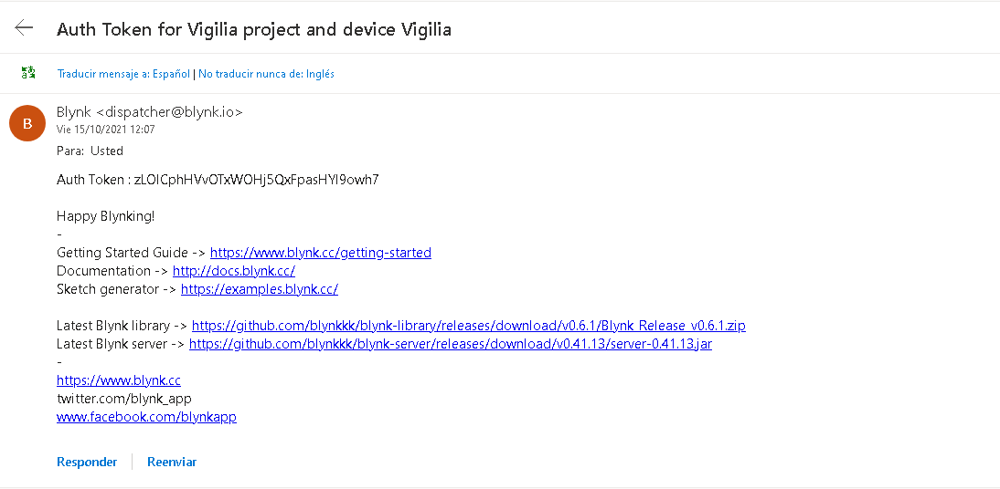 Auth Token for Vigilia project and device Vigilia
Traducir mensaje a: Español | No traducir nunca de: Inglés
B
Blynk <dispatcher@blynk.io>
Vie 15/10/2021 12:07
Para: Usted
Auth Token : zLOlCphHVvOTxWOHj5QxFpasHYl9owh7
Happy Blynking!
-
Getting Started Guide -> https://www.blynk.cc/getting-started
Documentation -> http://docs.blynk.cc/
Sketch generator -> https://examples.blynk.cc/
Latest Blynk library -> https://github.com/blynkkk/blynk-library/releases/download/v0.6.1/Blynk_Release_v0.6.1.zip
Latest Blynk server -> https://github.com/blynkkk/blynk-server/releases/download/v0.41.13/server-0.41.13.jar
-
https://www.blynk.cc
twitter.com/blynk_app
www.facebook.com/blynkapp
Responder | Reenviar